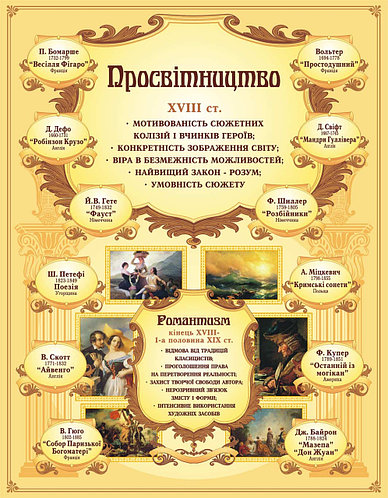 П. Бомарше
1732-1799
"Весілля Фігаро"
Франція
Вольтер
1694-1778
"Простодушний"
Франція
Просвітництво
XVIII ст.
· МОТИВОВАНІСТЬ СЮЖЕТНИХ
КОЛІЗІЙ І ВЧИНКІВ ГЕРОЇВ;
· КОНКРЕТНІСТЬ ЗОБРАЖЕННЯ СВІТУ;
· ВІРА В БЕЗМЕЖНІСТЬ МОЖЛИВОСТЕЙ;
· НАЙВИЩИЙ ЗАКОН - РОЗУМ;
· УМОВНІСТЬ СЮЖЕТУ
Д. Дефо
1660-1731
"Робінзон Крузо"
Англія
Д. Свіфт
1667-1745
"Мандри Гуллівера"
Англія
Й.В. Гете
1749-1832
"Фауст"
Німеччина
Ф. Шиллер
1759-1805
"Розбійники"
Німеччина
Ш. Петефі
1823-1849
Поезія
Угорщина
А. Міцкевич
1798-1855
"Кримські сонети"
Польща
Романтизм
кінець XVIII-
1-а половина XIX ст.
· ВІДМОВА ВІД ТРАДИЦІЙ
КЛАСИЦИСТІВ;
· ПРОГОЛОШЕННЯ ПРАВА
НА ПЕРЕТВОРЕННЯ РЕАЛЬНОСТІ;
· ЗАХИСТ ТВОРЧОЇ СВОБОДИ АВТОРА;
· НЕРОЗРИВНИЙ ЗВ'ЯЗОК
ЗМІСТУ І ФОРМИ;
· ІНТЕНСИВНЕ ВИКОРИСТАННЯ
ХУДОЖНІХ ЗАСОБІВ
В. Скотт
1771-1832
"Айвенго"
Англія
Ф. Купер
1789-1851
"Останній із
могікан"
Америка
В. Гюго
1802-1885
"Собор Паризької
Богоматері"
Франція
Дж. Байрон
1788-1824
"Мазепа"
"Дон Жуан"
Англія